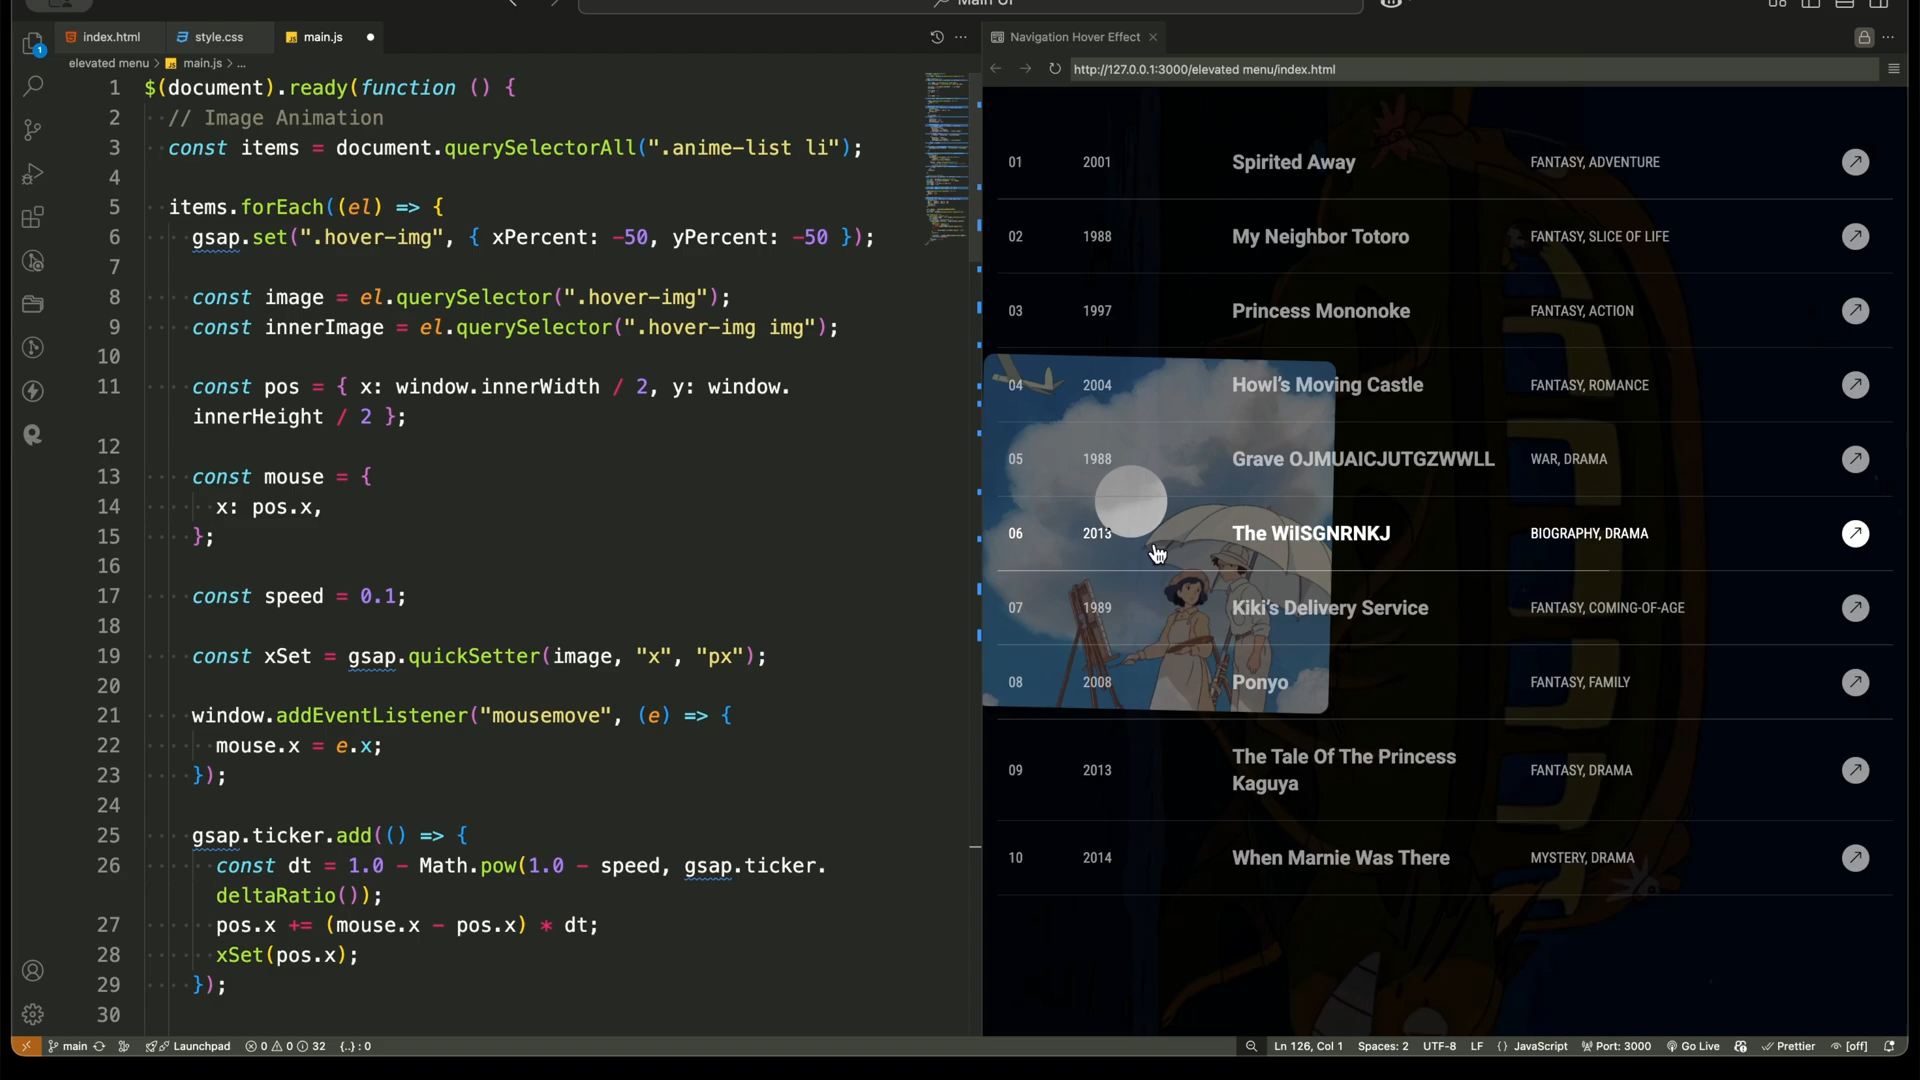 Main UI
index.html
style.css
main.js
elevated menu > main.js > ...
1 $(document).ready(function () {
2 // Image Animation
3 const items = document.querySelectorAll(".anime-list li");
4
5 items.forEach((el) => {
6 gsap.set(".hover-img", { xPercent: -50, yPercent: -50 });
7
8 const image = el.querySelector(".hover-img");
9 const innerImage = el.querySelector(".hover-img img");
10
11 const pos = { x: window.innerWidth / 2, y: window.
innerHeight / 2 };
12
13 const mouse = {
14 x: pos.x,
15 };
16
17 const speed = 0.1;
18
19 const xSet = gsap.quickSetter(image, "x", "px");
20
21 window.addEventListener("mousemove", (e) => {
22 mouse.x = e.x;
23 });
24
25 gsap.ticker.add(() => {
26 const dt = 1.0 - Math.pow(1.0 - speed, gsap.ticker.
deltaRatio());
27 pos.x += (mouse.x - pos.x) * dt;
28 xSet(pos.x);
29 });
30
1
Navigation Hover Effect
http://127.0.0.1:3000/elevated menu/index.html
01 2001 Spirited Away FANTASY, ADVENTURE
02 1988 My Neighbor Totoro FANTASY, SLICE OF LIFE
03 1997 Princess Mononoke FANTASY, ACTION
04 2004 Howl's Moving Castle FANTASY, ROMANCE
05 1988 Grave OJMUAICJUTGZWWLL WAR, DRAMA
06 2013 The WiISGNRNKJ BIOGRAPHY, DRAMA
07 1989 Kiki's Delivery Service FANTASY, COMING-OF-AGE
08 2008 Ponyo FANTASY, FAMILY
09 2013 The Tale Of The Princess
Kaguya FANTASY, DRAMA
10 2014 When Marnie Was There MYSTERY, DRAMA
main Launchpad 0 0 32 {..} : 0
Ln 126, Col 1 Spaces: 2 UTF-8 LF {} JavaScript Port: 3000 Go Live Prettier [off]